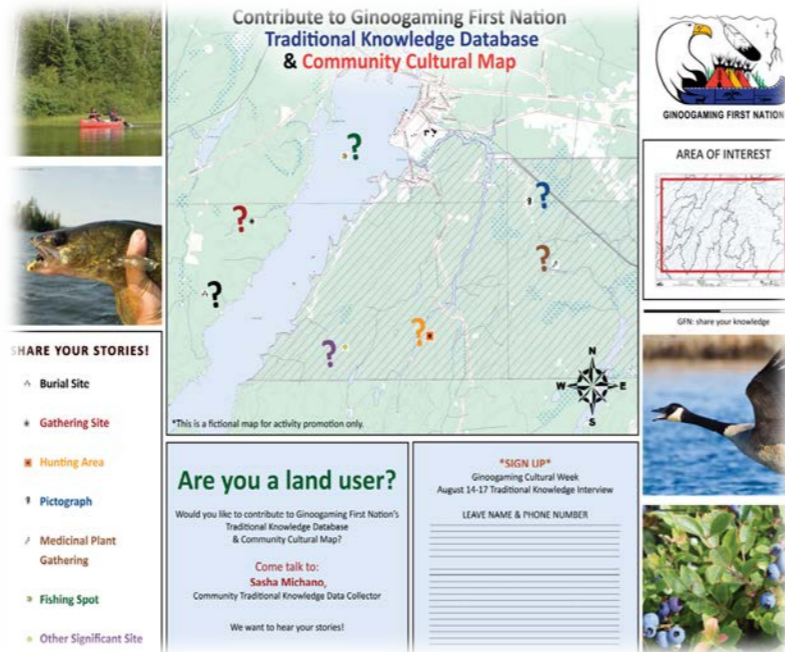 Contribute to Ginoogaming First Nation
Traditional Knowledge Database
& Community Cultural Map
?
?
?
?
?
?
?
N
W
E
S
*This is a fictional map for activity promotion only.
GINOOGAMING FIRST NATION
AREA OF INTEREST
GFN: share your knowledge
SHARE YOUR STORIES!
Burial Site
Gathering Site
Hunting Area
Pictograph
Medicinal Plant
Gathering
Fishing Spot
Other Significant Site
Are you a land user?
Would you like to contribute to Ginoogaming First Nation's
Traditional Knowledge Database
& Community Cultural Map?
Come talk to:
Sasha Michano,
Community Traditional Knowledge Data Collector
We want to hear your stories!
*SIGN UP*
Ginoogaming Cultural Week
August 14-17 Traditional Knowledge Interview
LEAVE NAME & PHONE NUMBER